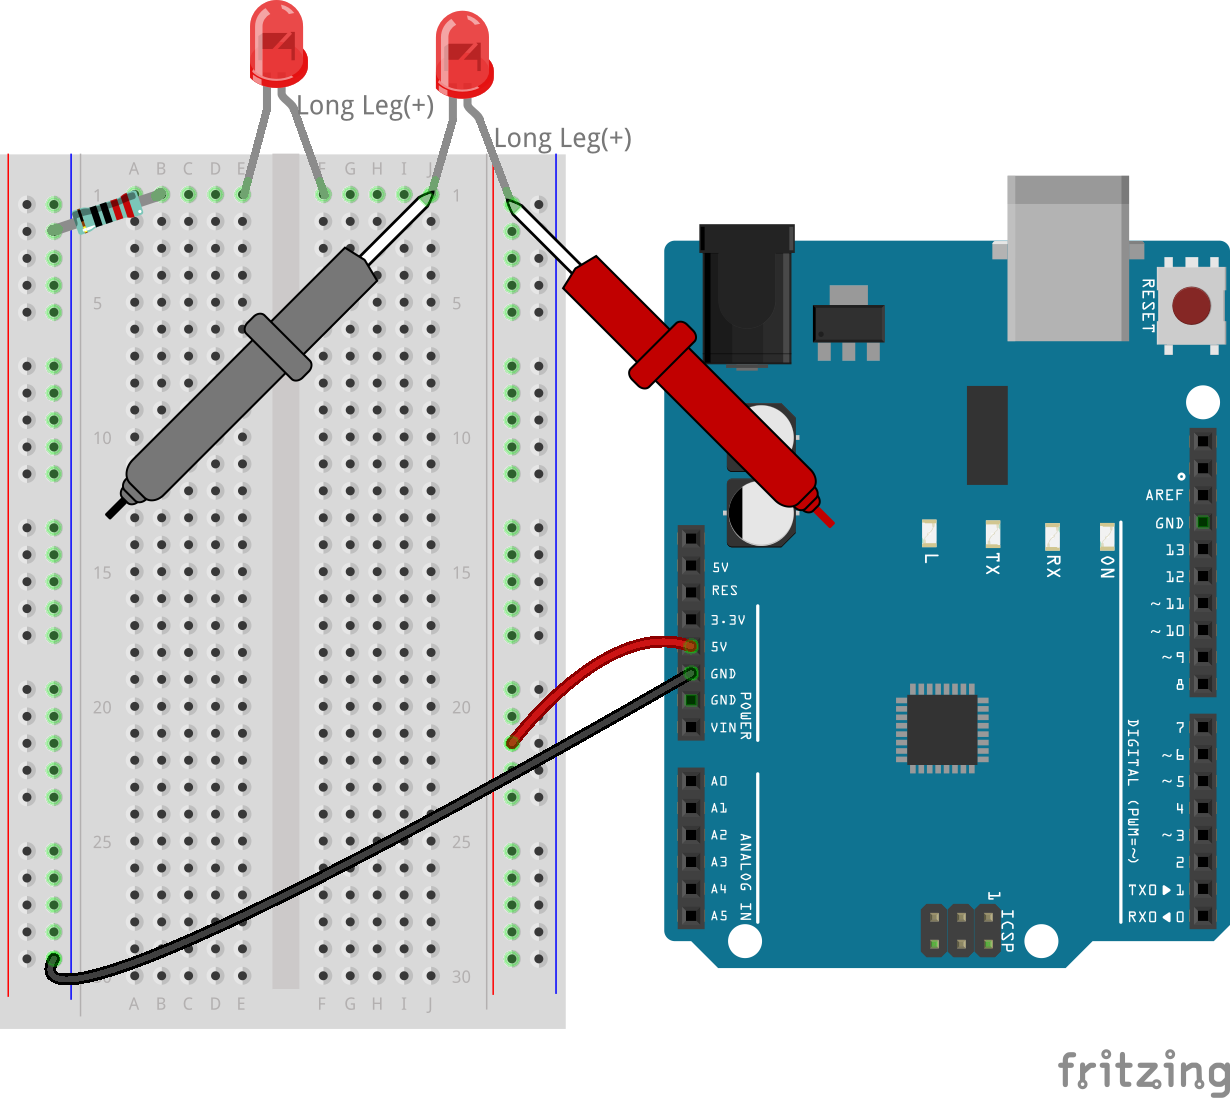 Long Leg(+)
Long Leg(+)
A B C D E F G H I J
1 1
5 5
10 10
15 15
20 20
25 25
30 30
A B C D E F G H I J
RESET
AREF
GND
13
12
~11
~10
~9
8
7
~6
~5
4
~3
2
TX0▶1
RX0◀0
DIGITAL (PWM=~)
L
TX
RX
ON
5V
RES
3.3V
5V
GND
GND
VIN
POWER
A0
A1
A2
A3
A4
A5
ANALOG IN
1
ICSP
fritzing